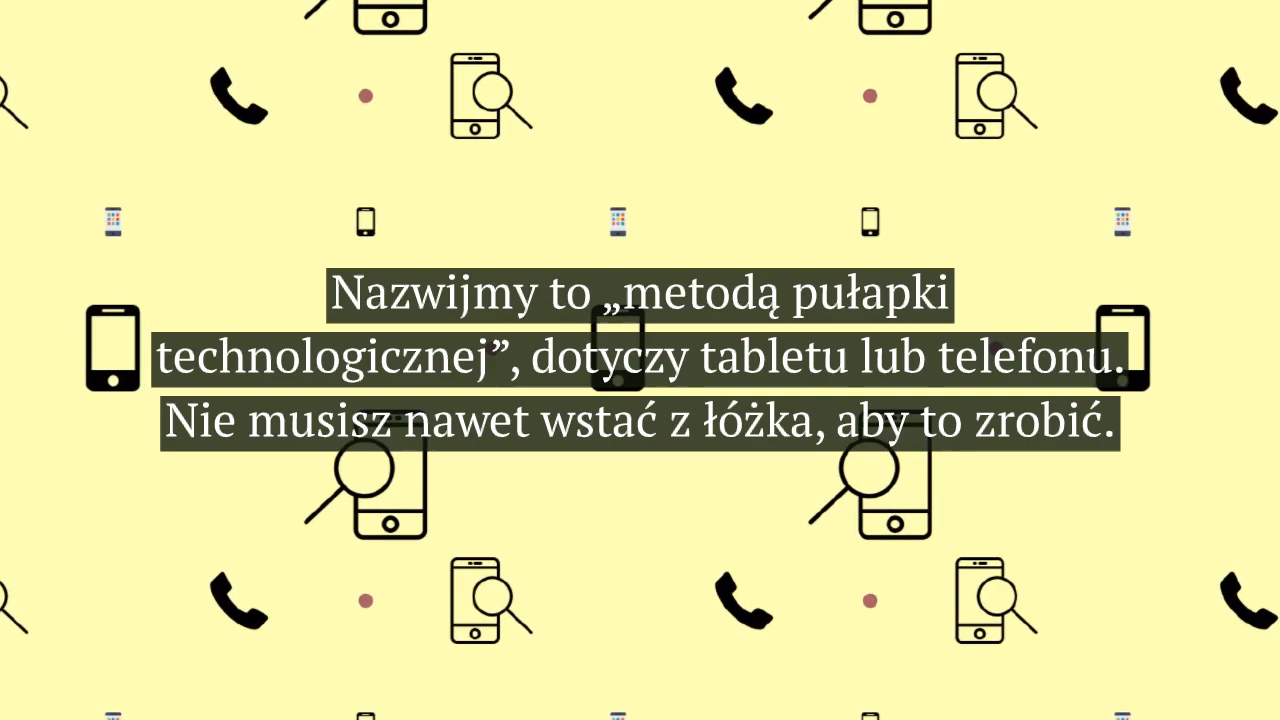 Nazwijmy to „metodą pułapki
technologicznej”, dotyczy tabletu lub telefonu.
Nie musisz nawet wstać z łóżka, aby to zrobić.